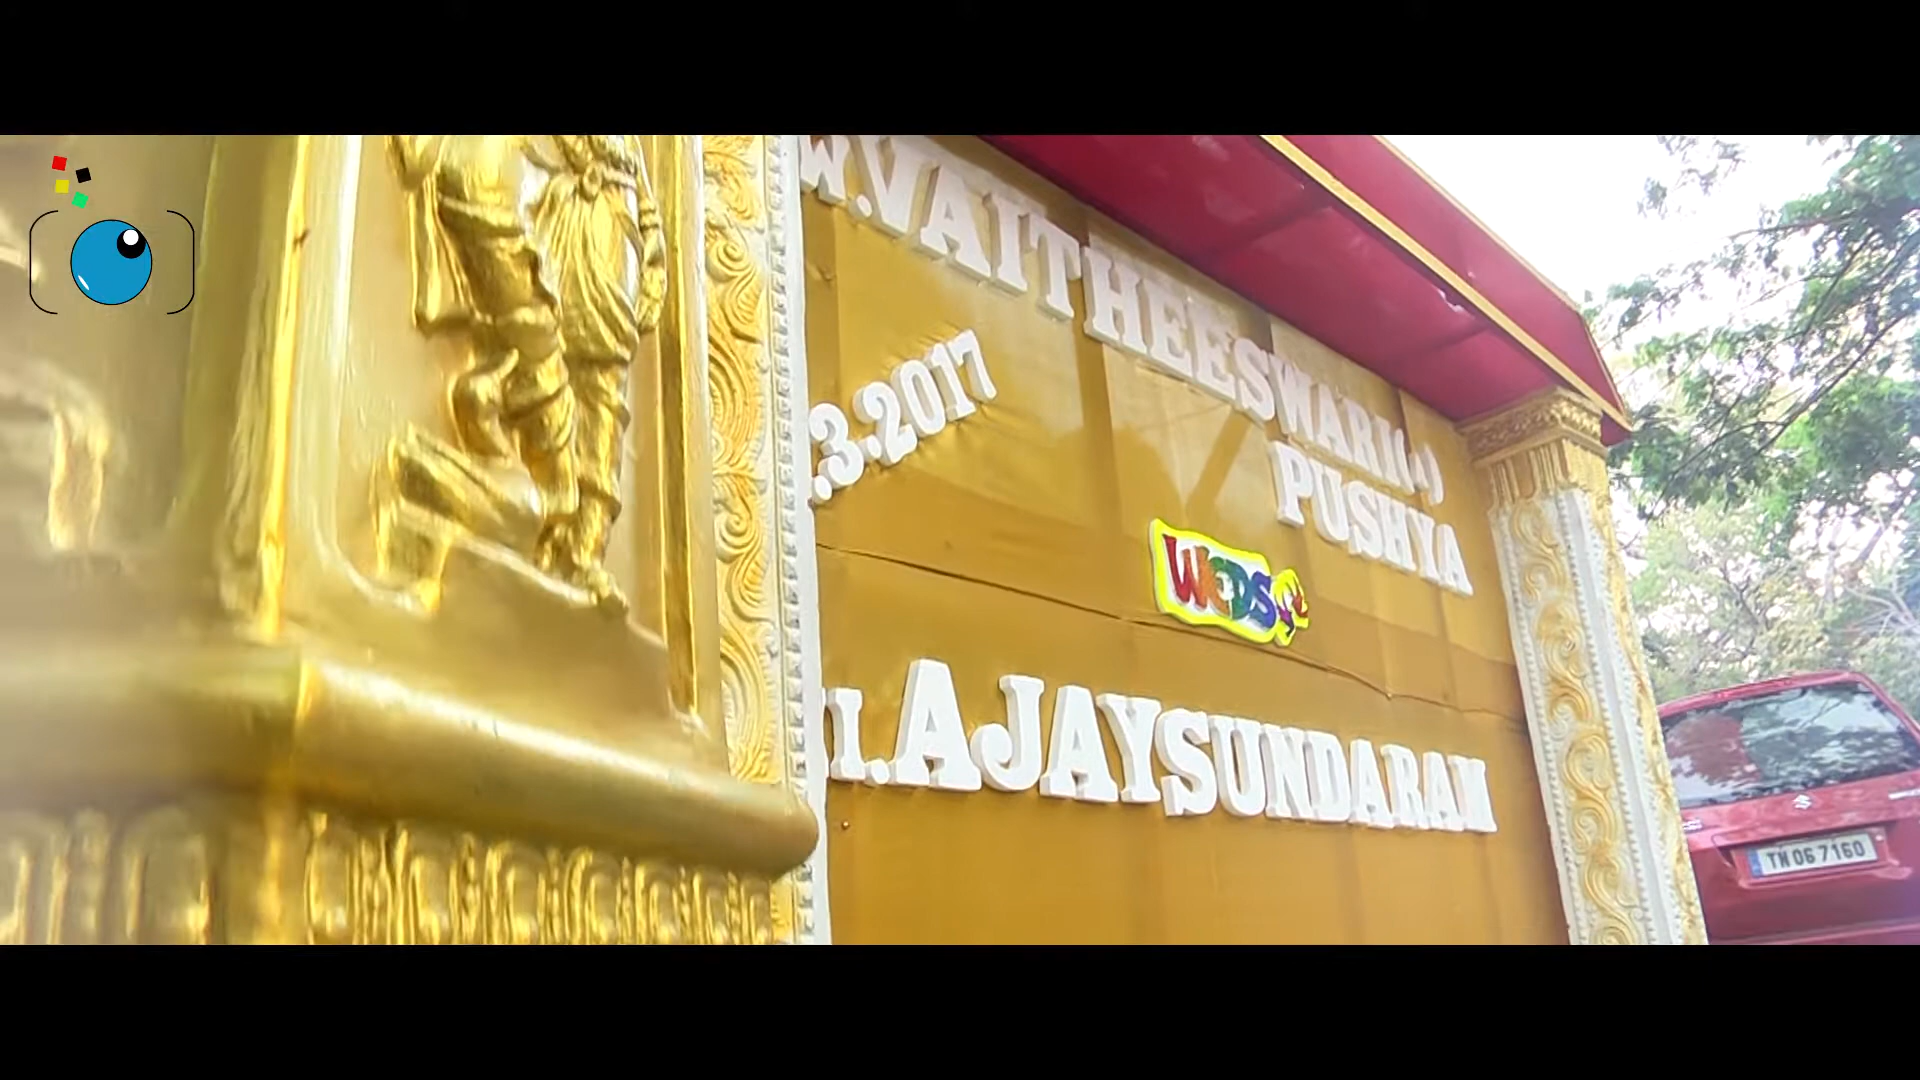 W.VAITHEESWARI(A)
PUSHYA
.3.2017
WEDS
.AJAYSUNDARAM
TN 06 7160